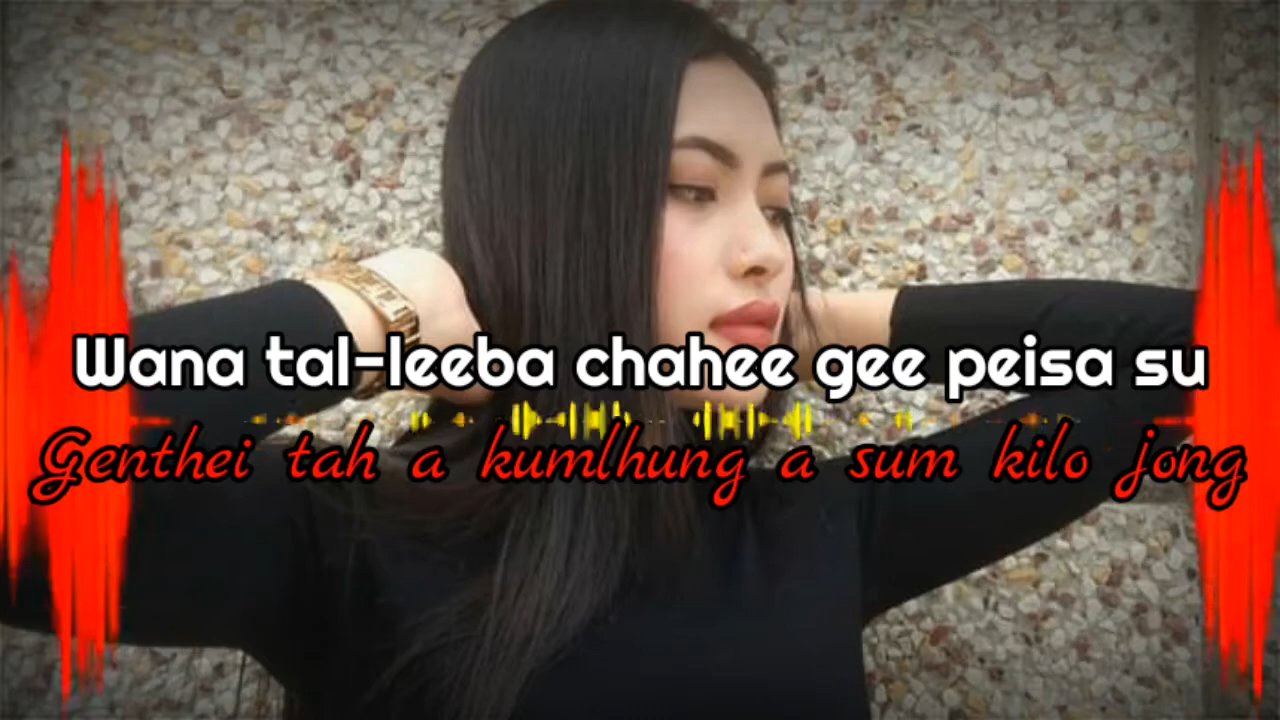 Wana tal-leeba chahee gee peisa su
Genthei tah a kumlhung a sum kilo jong